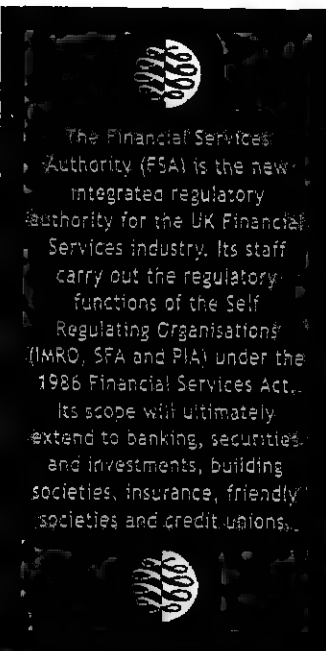 The Financial Services
Authority (FSA) is the new
integrated regulatory
authority for the UK Financial
Services industry. Its staff
carry out the regulatory
functions of the Self
Regulating Organisations
(IMRO, SFA and PIA) under the
1986 Financial Services Act.
Its scope will ultimately
extend to banking, securities
and investments, building
societies, insurance, friendly
societies and credit unions.